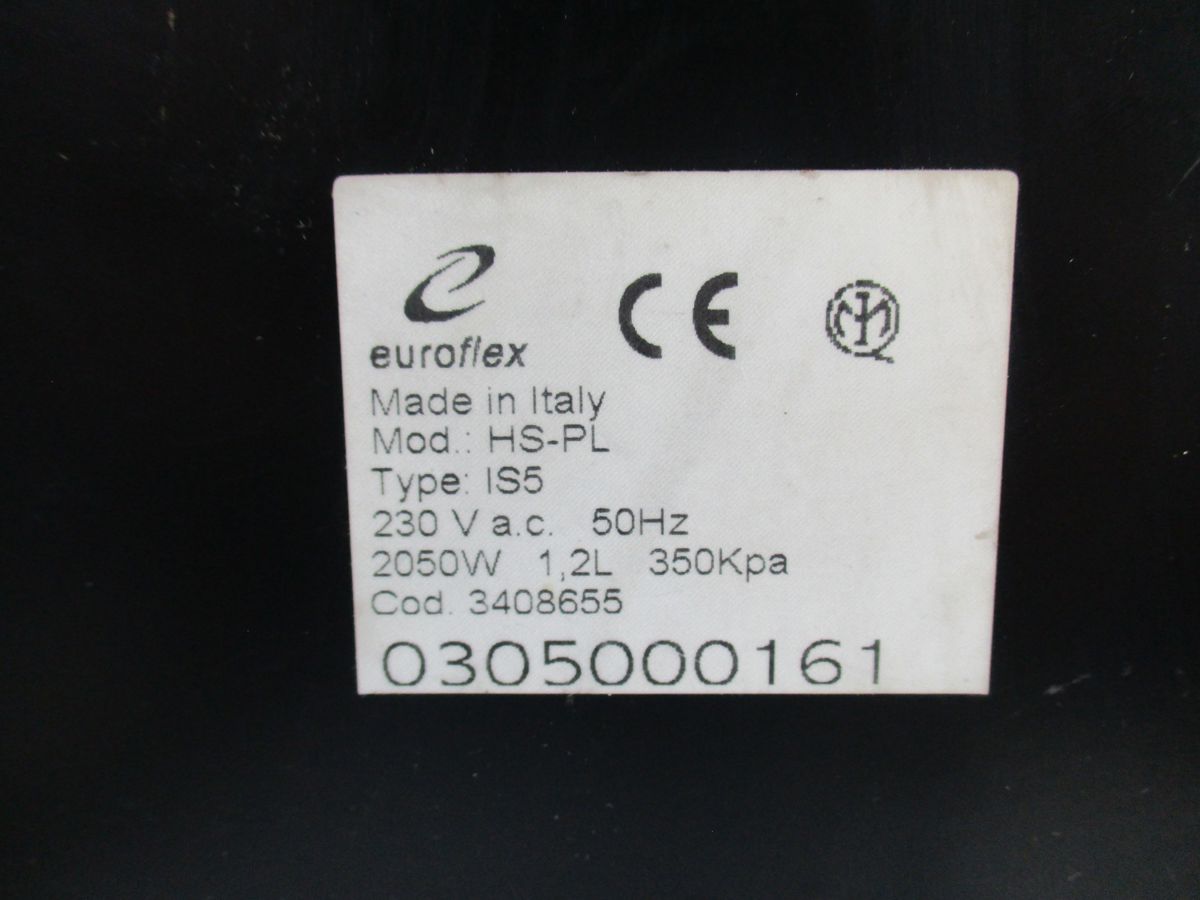 euroflex
CE
Made in Italy
Mod.: HS-PL
Type: IS5
230 V a.c. 50Hz
2050W 1,2L 350Kpa
Cod. 3408655
0305000161